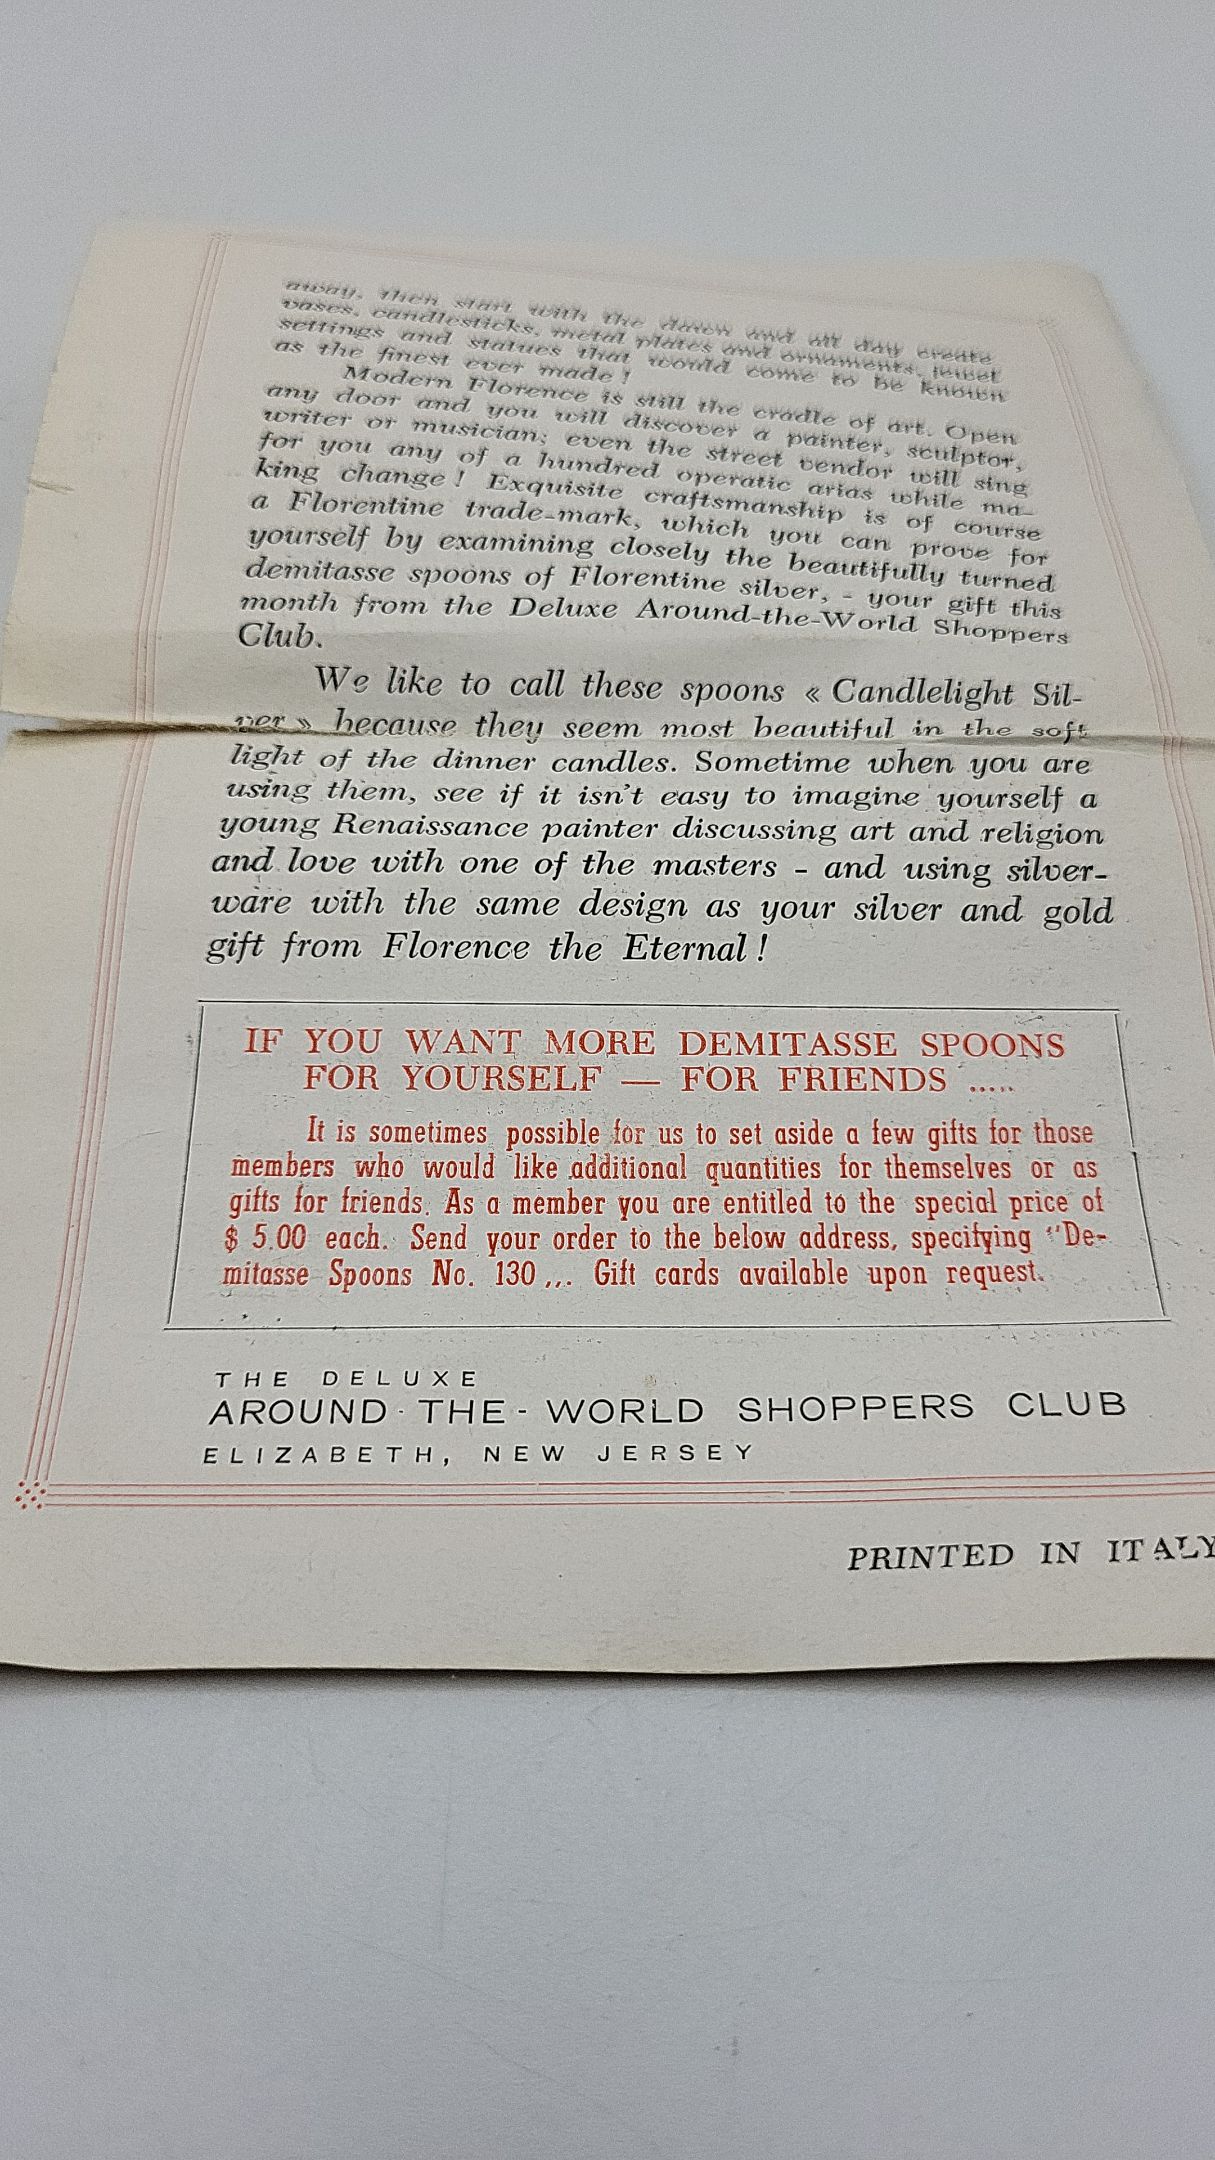 away, then start with the dawn and all day create
vases, candlesticks, metal plates and ornaments, jewel
settings and statues that would come to be known
as the finest ever made !
Modern Florence is still the cradle of art. Open
any door and you will discover a painter, sculptor,
writer or musician; even the street vendor will sing
for you any of a hundred operatic arias while ma-
king change ! Exquisite craftsmanship is of course
a Florentine trade-mark, which you can prove for
yourself by examining closely the beautifully turned
demitasse spoons of Florentine silver, - your gift this
month from the Deluxe Around-the-World Shoppers
Club.
We like to call these spoons « Candlelight Sil-
ver » because they seem most beautiful in the soft
light of the dinner candles. Sometime when you are
using them, see if it isn't easy to imagine yourself a
young Renaissance painter discussing art and religion
and love with one of the masters - and using silver-
ware with the same design as your silver and gold
gift from Florence the Eternal !
IF YOU WANT MORE DEMITASSE SPOONS
FOR YOURSELF — FOR FRIENDS .....
It is sometimes possible for us to set aside a few gifts for those
members who would like additional quantities for themselves or as
gifts for friends. As a member you are entitled to the special price of
$ 5.00 each. Send your order to the below address, specifying "De-
mitasse Spoons No. 130 ,,. Gift cards available upon request.
THE DELUXE
AROUND-THE-WORLD SHOPPERS CLUB
ELIZABETH, NEW JERSEY
PRINTED IN ITALY